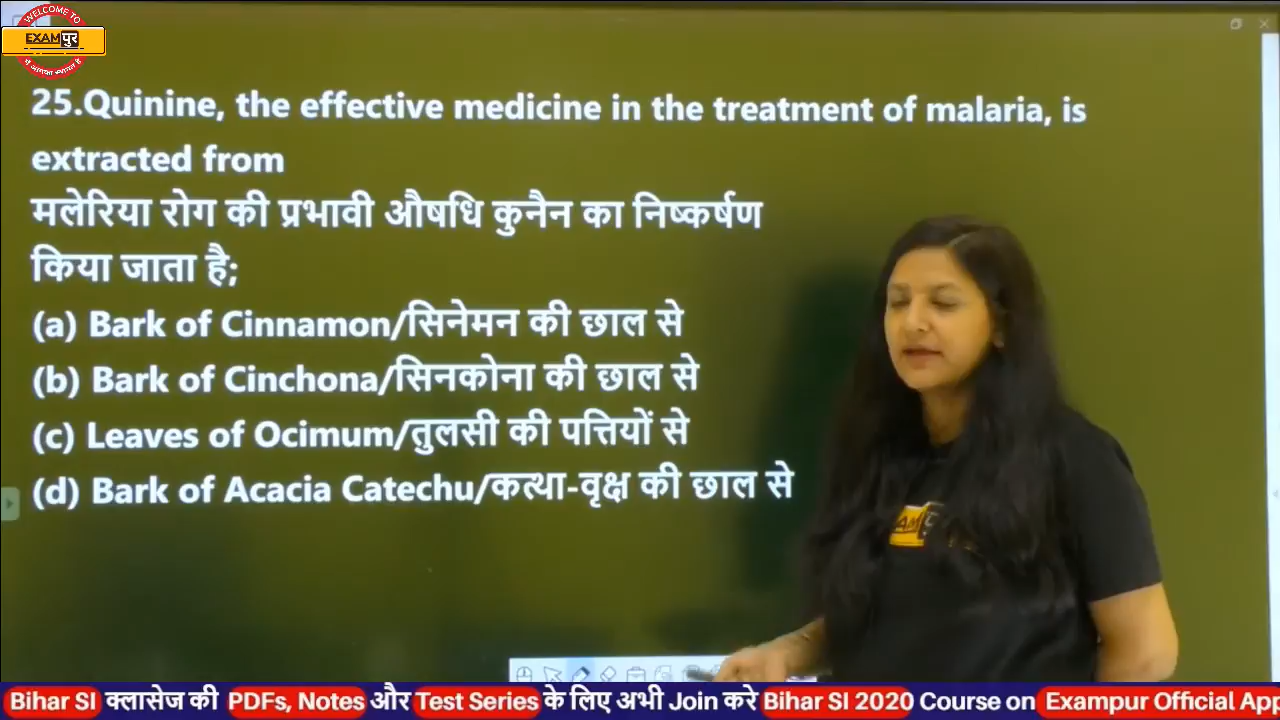 WELCOME TO
EXAMपुर
25.Quinine, the effective medicine in the treatment of malaria, is
extracted from
मलेरिया रोग की प्रभावी औषधि कुनैन का निष्कर्षण
किया जाता है;
(a) Bark of Cinnamon/सिनेमन की छाल से
(b) Bark of Cinchona/सिनकोना की छाल से
(c) Leaves of Ocimum/तुलसी की पत्तियों से
(d) Bark of Acacia Catechu/कत्था-वृक्ष की छाल से
Bihar SI क्लासेज की PDFs, Notes और Test Series के लिए अभी Join करे Bihar SI 2020 Course on Exampur Official App